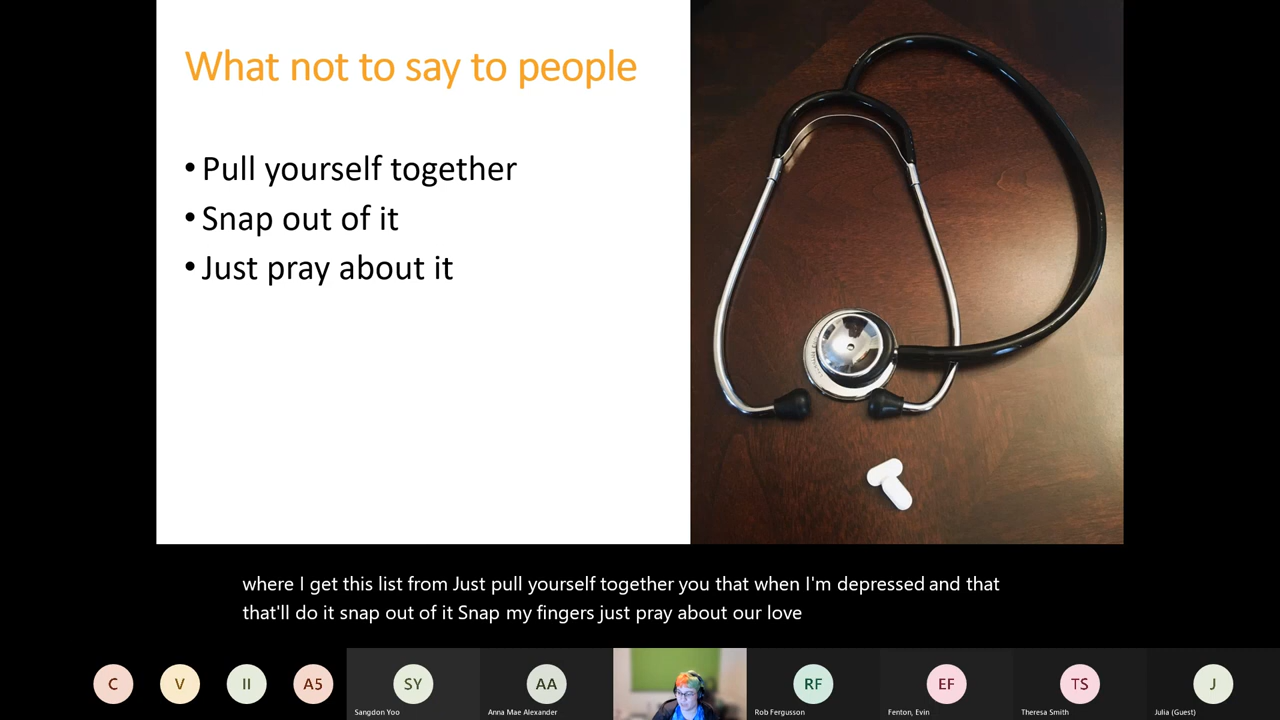 What not to say to people
• Pull yourself together
• Snap out of it
• Just pray about it
where I get this list from Just pull yourself together you that when I'm depressed and that
that'll do it snap out of it Snap my fingers just pray about our love
C
V
II
A5
SY
AA
RF
EF
TS
J
Sangdon Yoo
Anna Mae Alexander
Rob Fergusson
Fenton, Evin
Theresa Smith
Julia (Guest)